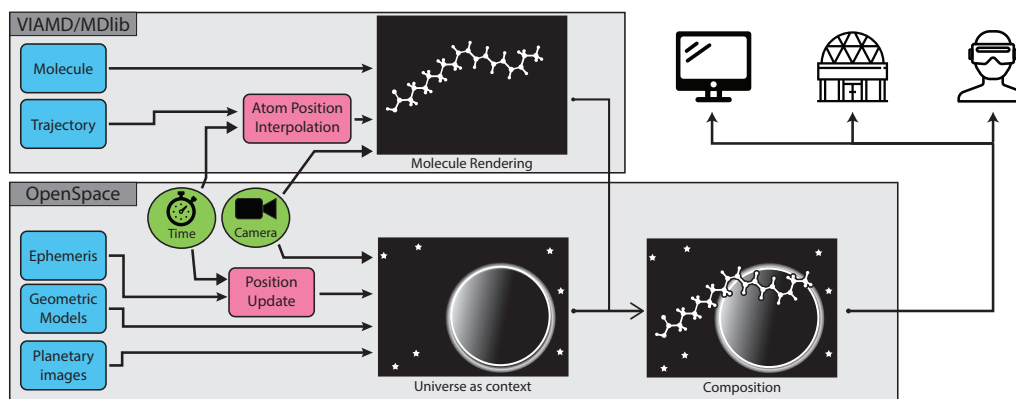 VIAMD/MDlib
Molecule
Trajectory
Atom Position
Interpolation
Molecule Rendering
OpenSpace
Time
Camera
Ephemeris
Geometric
Models
Planetary
images
Position
Update
Universe as context
Composition